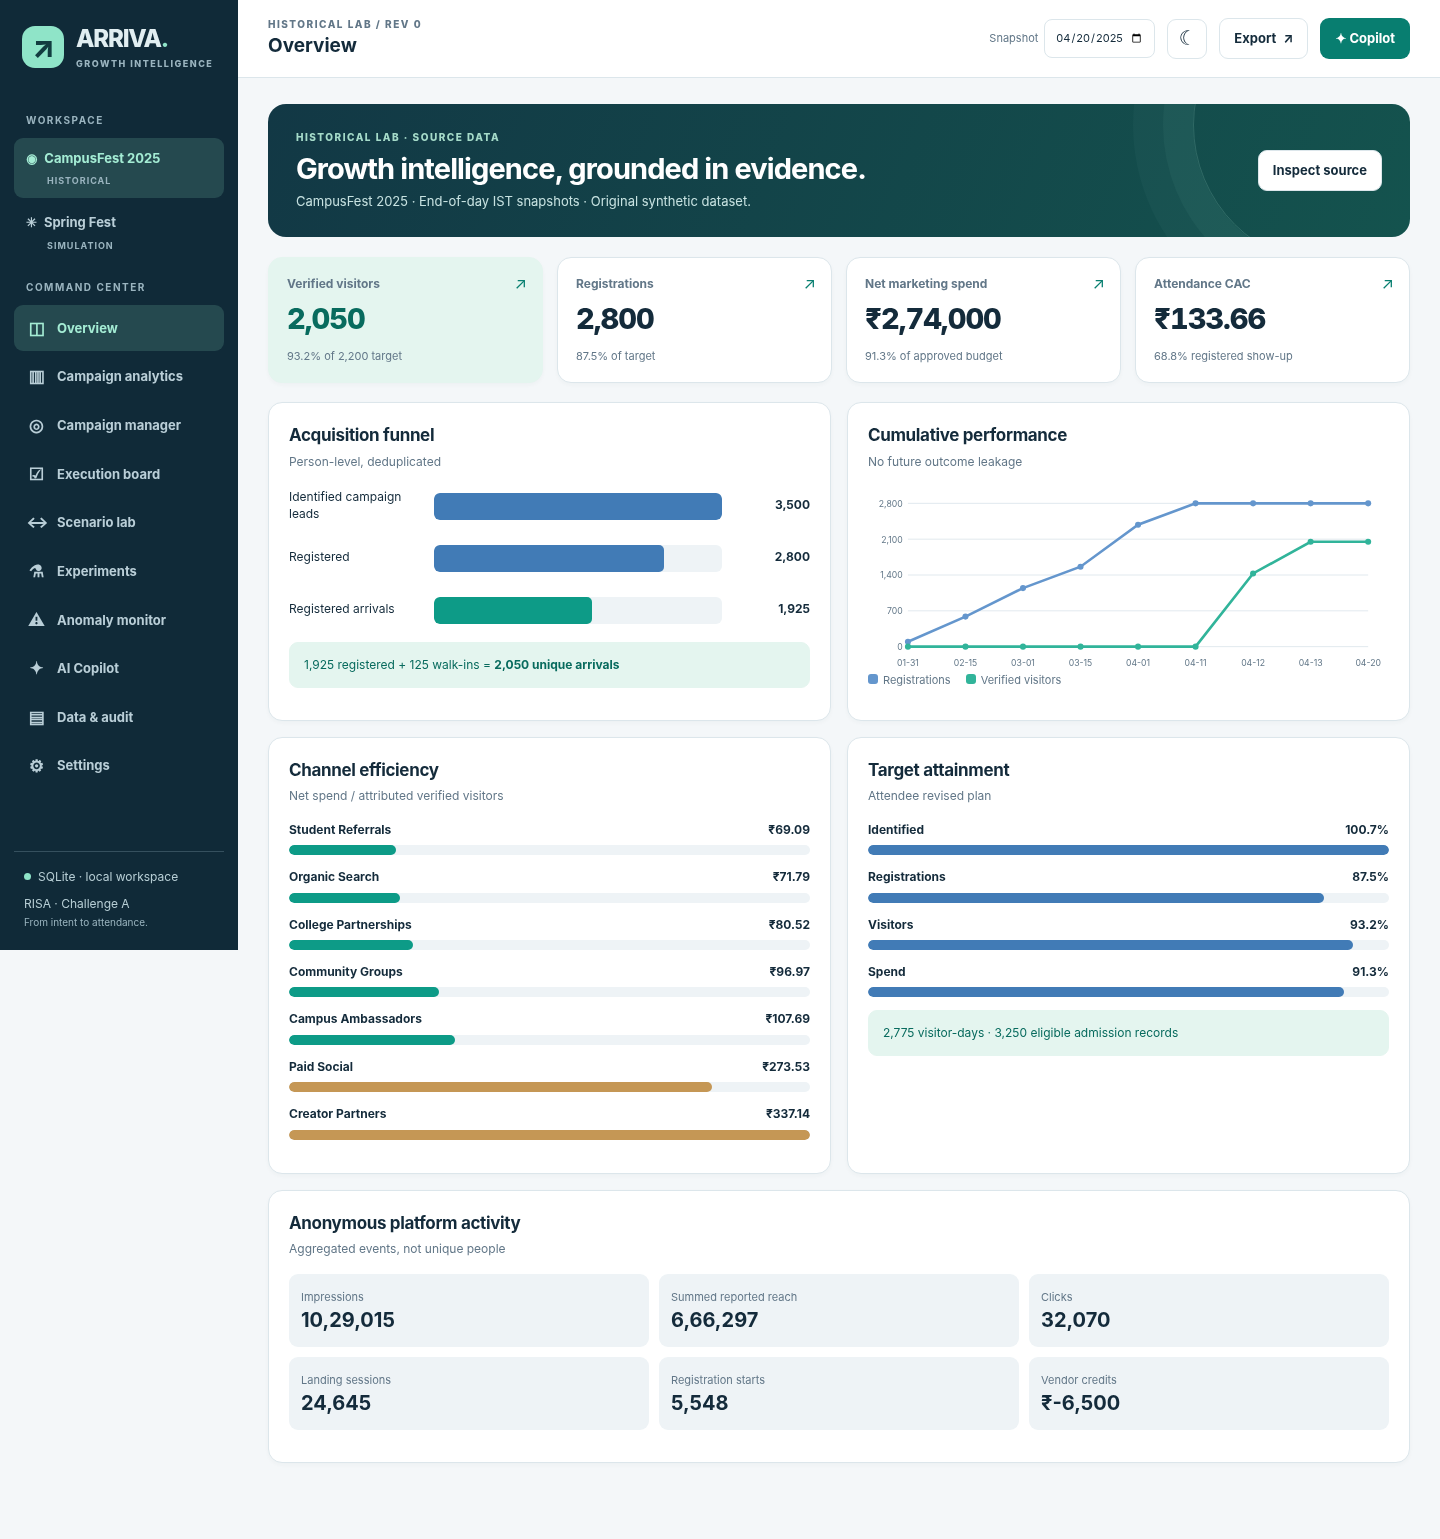 ARRIVA.
GROWTH INTELLIGENCE
WORKSPACE
CampusFest 2025
HISTORICAL
Spring Fest
SIMULATION
COMMAND CENTER
Overview
Campaign analytics
Campaign manager
Execution board
Scenario lab
Experiments
Anomaly monitor
AI Copilot
Data & audit
Settings
SQLite · local workspace
RISA · Challenge A
From intent to attendance.
HISTORICAL LAB / REV 0
Overview
Snapshot 04/20/2025
Export
Copilot
HISTORICAL LAB · SOURCE DATA
Growth intelligence, grounded in evidence.
CampusFest 2025 · End-of-day IST snapshots · Original synthetic dataset.
Inspect source
Verified visitors
2,050
93.2% of 2,200 target
Registrations
2,800
87.5% of target
Net marketing spend
₹2,74,000
91.3% of approved budget
Attendance CAC
₹133.66
68.8% registered show-up
Acquisition funnel
Person-level, deduplicated
Identified campaign
leads
3,500
Registered 2,800
Registered arrivals 1,925
1,925 registered + 125 walk-ins = 2,050 unique arrivals
Cumulative performance
No future outcome leakage
2,800
2,100
1,400
700
0
01-31 02-15 03-01 03-15 04-01 04-11 04-12 04-13 04-20
Registrations Verified visitors
Channel efficiency
Net spend / attributed verified visitors
Student Referrals ₹69.09
Organic Search ₹71.79
College Partnerships ₹80.52
Community Groups ₹96.97
Campus Ambassadors ₹107.69
Paid Social ₹273.53
Creator Partners ₹337.14
Target attainment
Attendee revised plan
Identified 100.7%
Registrations 87.5%
Visitors 93.2%
Spend 91.3%
2,775 visitor-days · 3,250 eligible admission records
Anonymous platform activity
Aggregated events, not unique people
Impressions
10,29,015
Summed reported reach
6,66,297
Clicks
32,070
Landing sessions
24,645
Registration starts
5,548
Vendor credits
₹-6,500